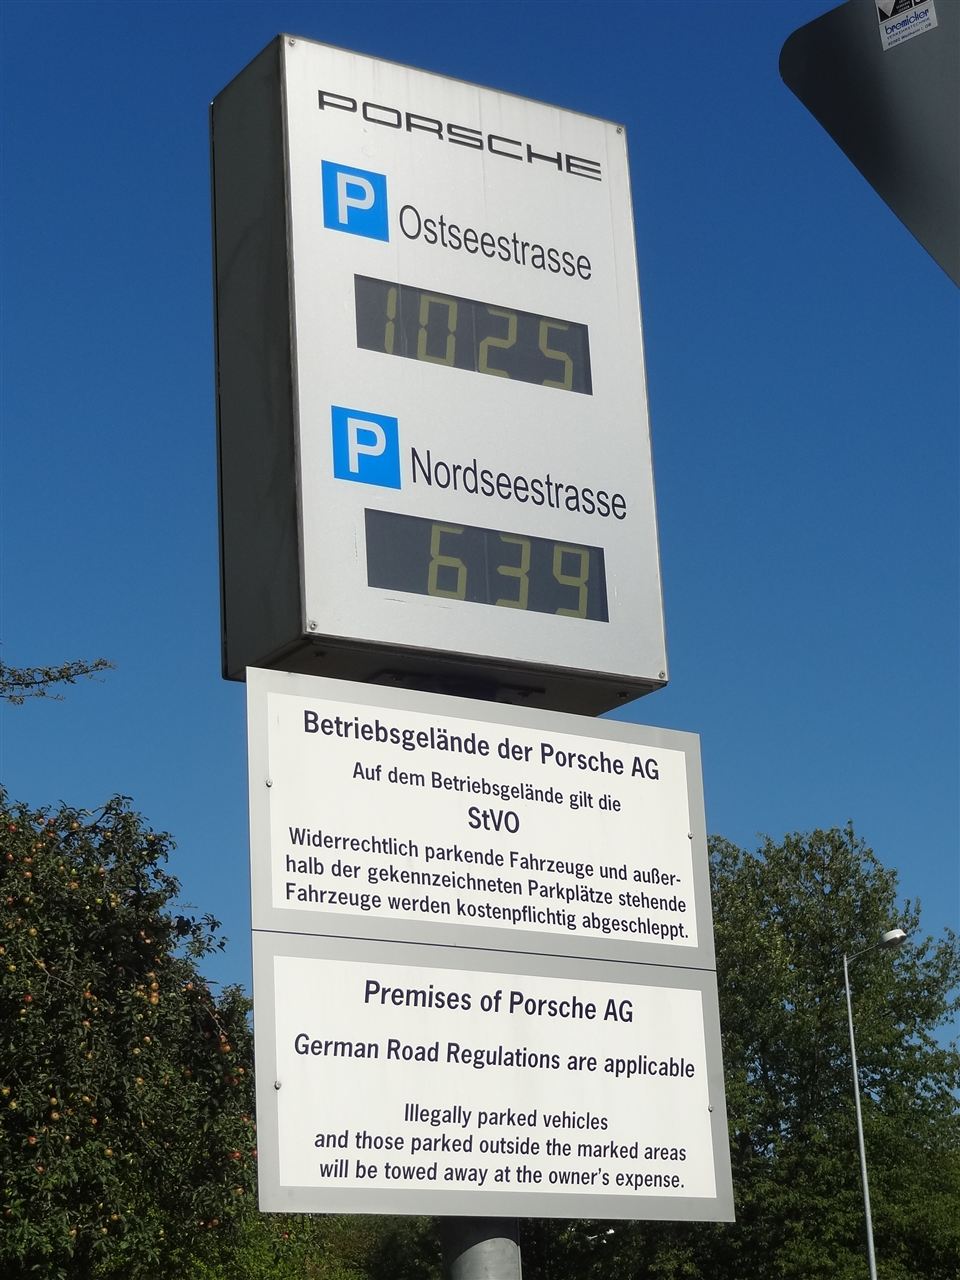 bremicker
PORSCHE
P Ostseestrasse
1025
P Nordseestrasse
639
Betriebsgelände der Porsche AG
Auf dem Betriebsgelände gilt die
StVO
Widerrechtlich parkende Fahrzeuge und außer-
halb der gekennzeichneten Parkplätze stehende
Fahrzeuge werden kostenpflichtig abgeschleppt.
Premises of Porsche AG
German Road Regulations are applicable
Illegally parked vehicles
and those parked outside the marked areas
will be towed away at the owner's expense.